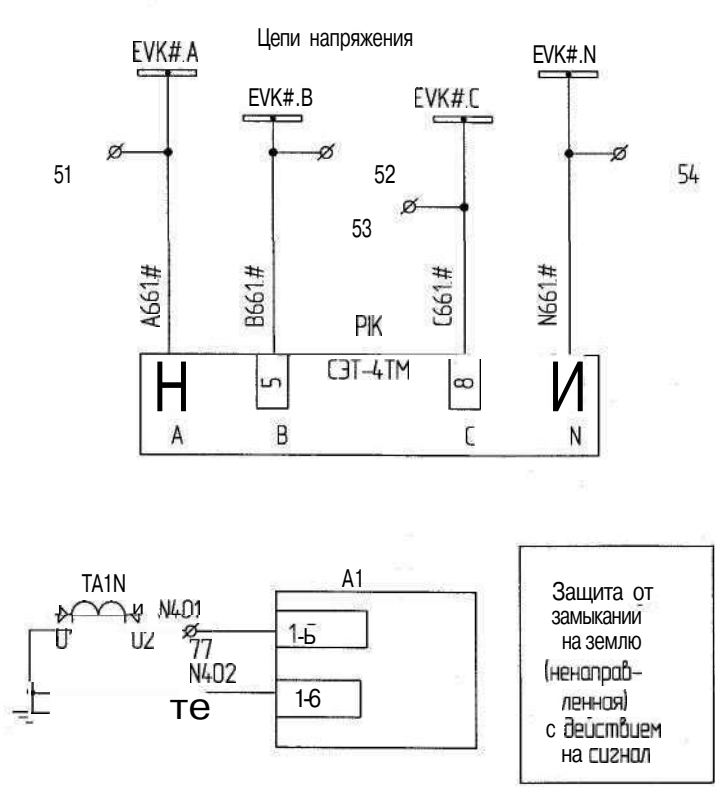 Цепи напряжения
EVK#.A
EVK#.B
EVK#.C
EVK#.N
51
52
53
54
A661.#
B661.#
C661.#
N661.#
PIK
СЭТ-4ТМ
Н
5
8
И
A
B
C
N
TA1N
N401
A1
U2
77
N402
те
1-Б
1-6
Защита от
замыканий
на землю
(ненаправ-
ленная)
с действием
на сигнал